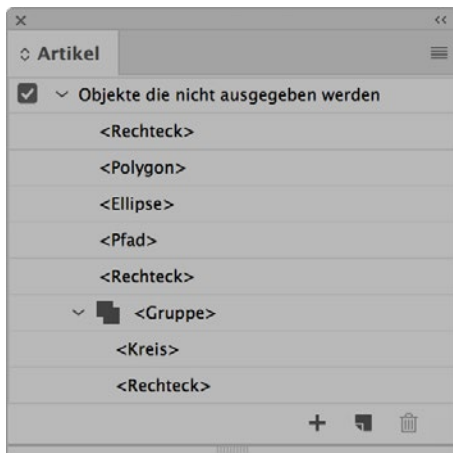 Artikel
Objekte die nicht ausgegeben werden
<Rechteck>
<Polygon>
<Ellipse>
<Pfad>
<Rechteck>
<Gruppe>
<Kreis>
<Rechteck>